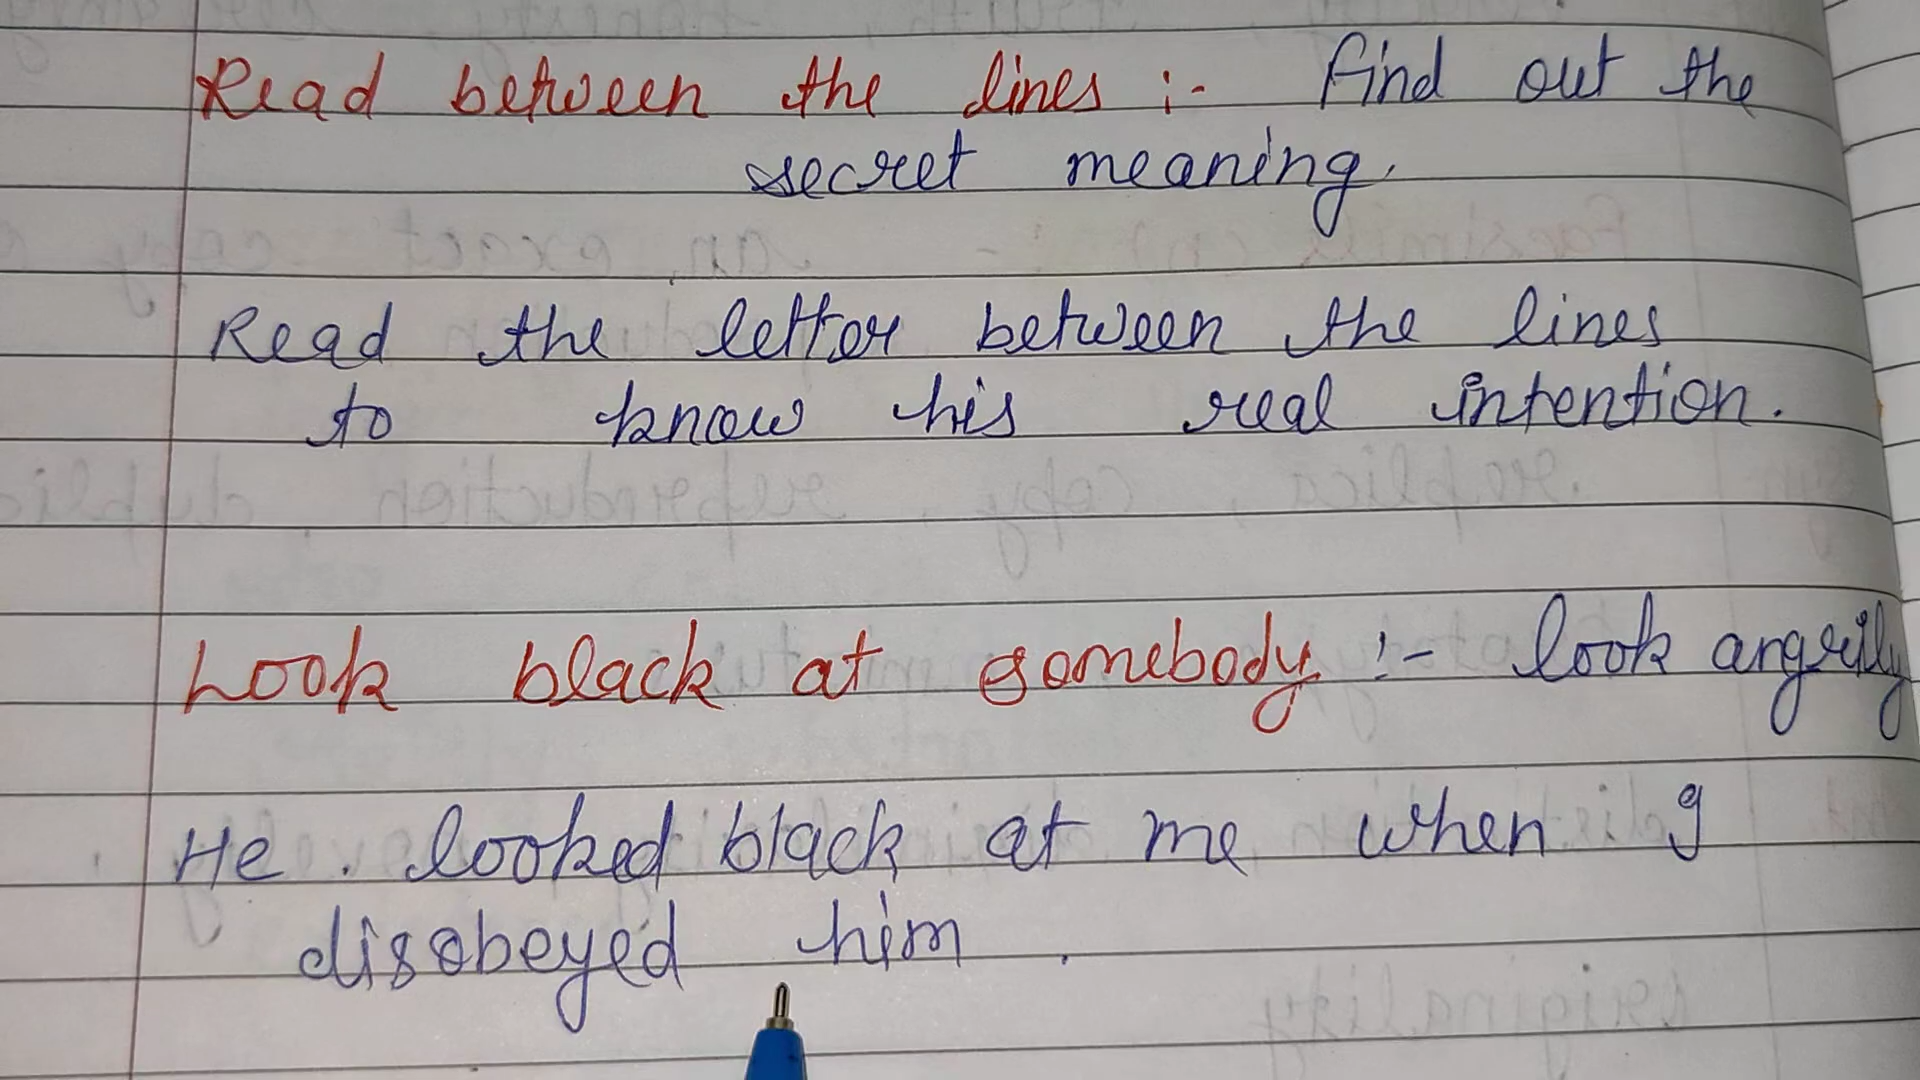 Read between the lines :- find out the
secret meaning.
Read the letter between the lines
to know his real intention.
Look black at somebody :- look angrily
He . looked black at me when I
disobeyed him .